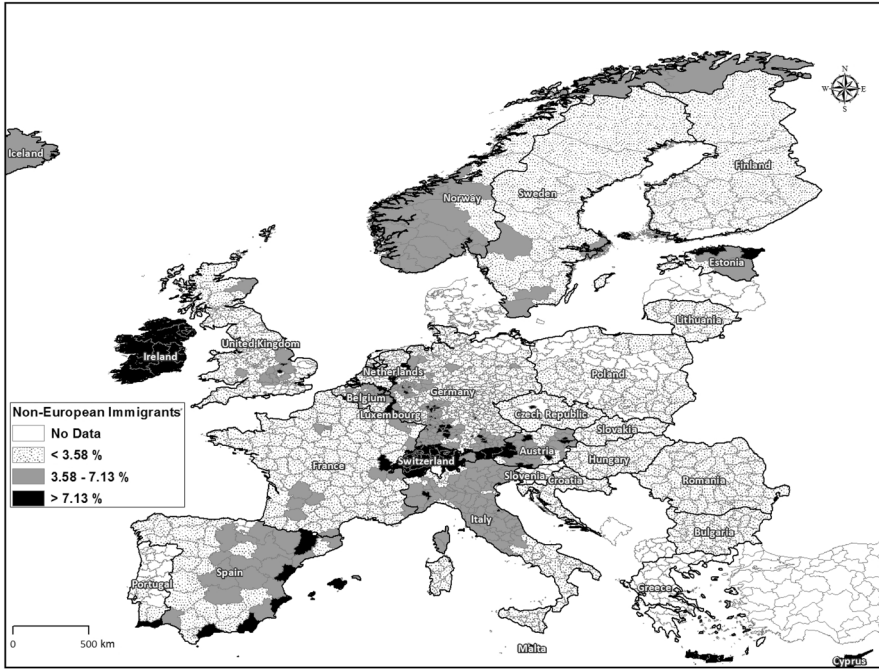 N
W E
S
Iceland
Finland
Norway
Sweden
Estonia
Lithuania
United Kingdom
Ireland
Netherlands
Poland
Germany
Belgium
Luxembourg
Czech Republic
Slovakia
Austria
France
Switzerland
Hungary
Slovenia
Croatia
Romania
Italy
Bulgaria
Spain
Portugal
Greece
Malta
Cyprus
Non-European Immigrants
No Data
< 3.58 %
3.58 - 7.13 %
> 7.13 %
0 500 km